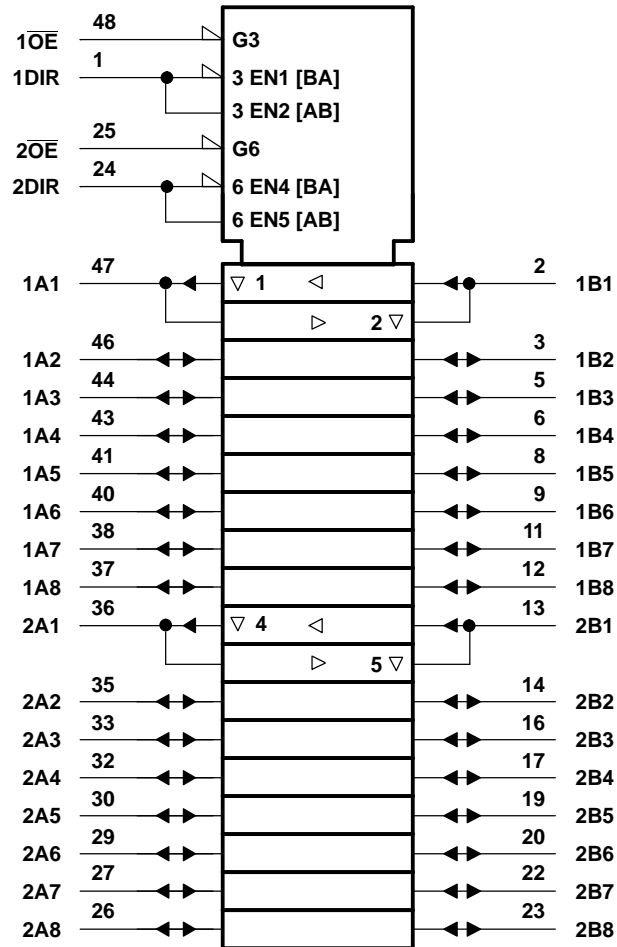 48
1O̅E̅ G3
1
1DIR 3 EN1 [BA]
3 EN2 [AB]
25
2O̅E̅ G6
24
2DIR 6 EN4 [BA]
6 EN5 [AB]
47 2
1A1 ▽ 1 ◁ 1B1
▷ 2 ▽
46 3
1A2 1B2
44 5
1A3 1B3
43 6
1A4 1B4
41 8
1A5 1B5
40 9
1A6 1B6
38 11
1A7 1B7
37 12
1A8 1B8
36 13
2A1 ▽ 4 ◁ 2B1
▷ 5 ▽
35 14
2A2 2B2
33 16
2A3 2B3
32 17
2A4 2B4
30 19
2A5 2B5
29 20
2A6 2B6
27 22
2A7 2B7
26 23
2A8 2B8